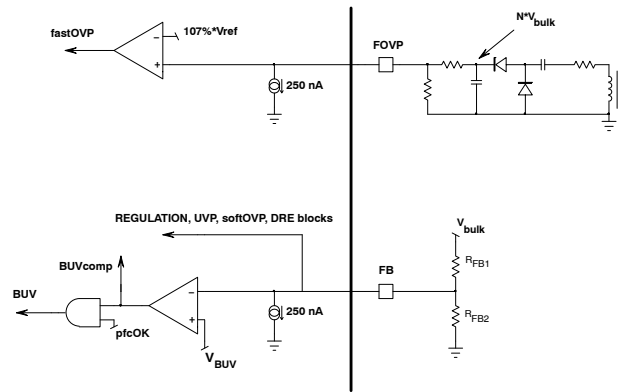 fastOVP
107%*Vref
250 nA
FOVP
N*Vbulk
REGULATION, UVP, softOVP, DRE blocks
BUVcomp
BUV
pfcOK
VBUV
250 nA
FB
Vbulk
RFB1
RFB2